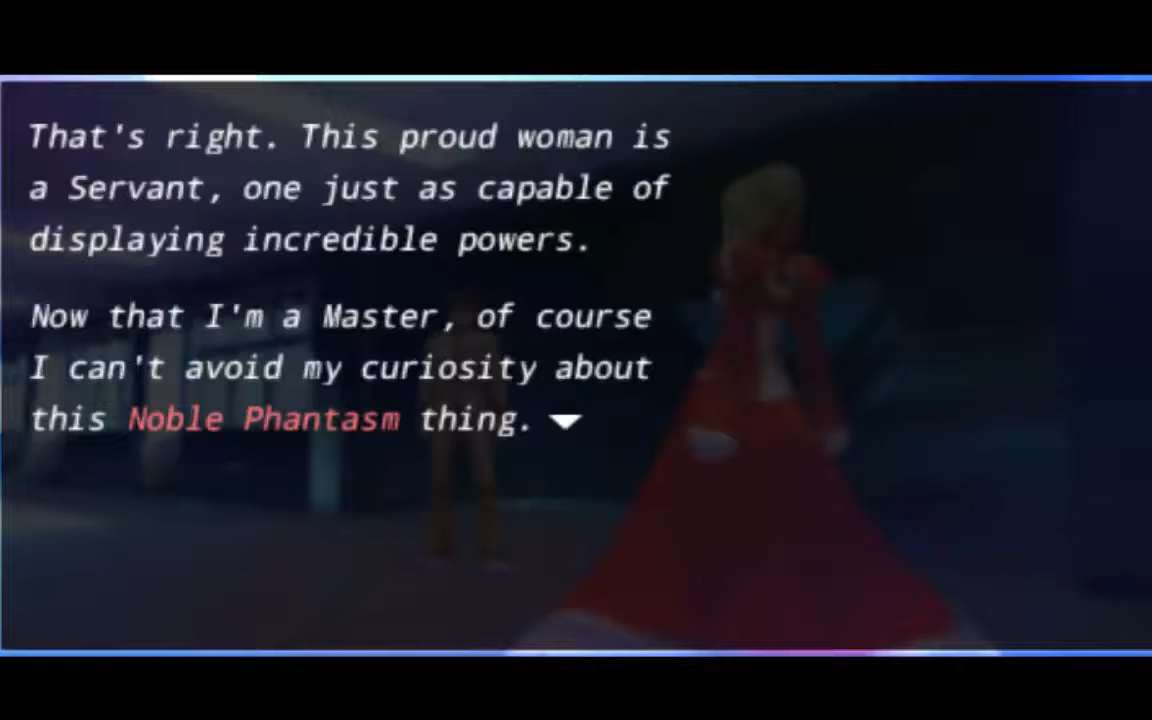 That's right. This proud woman is
a Servant, one just as capable of
displaying incredible powers.
Now that I'm a Master, of course
I can't avoid my curiosity about
this Noble Phantasm thing.